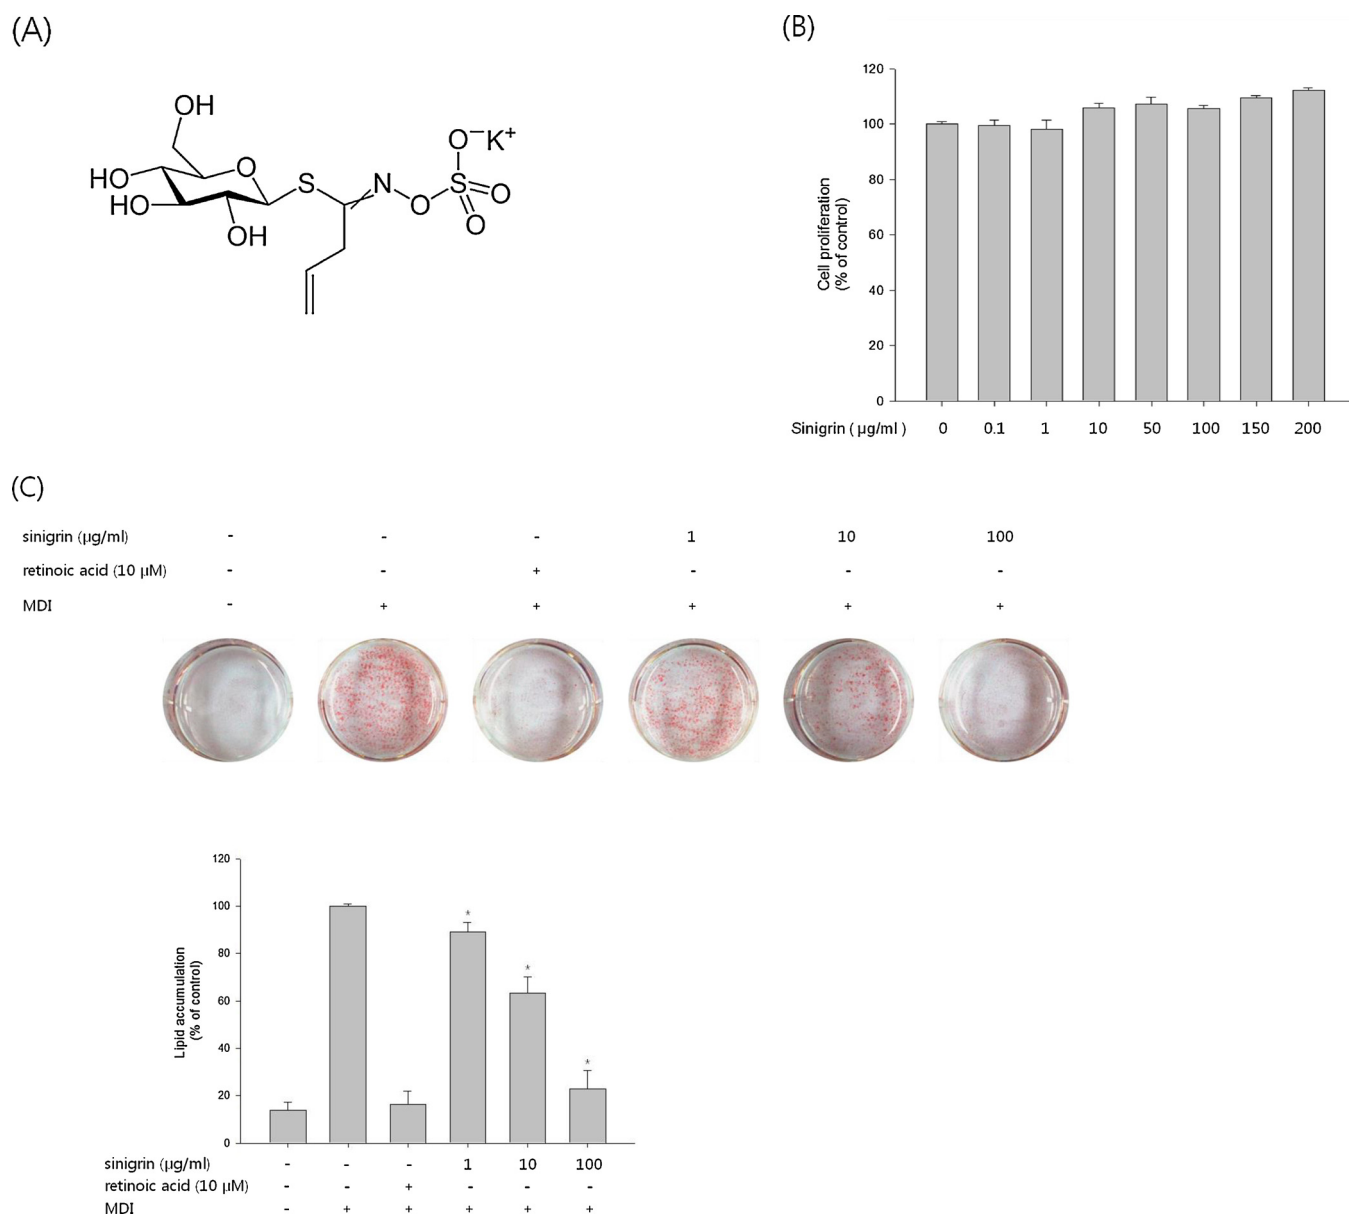 (A)
OH
HO
HO
OH
O
S
N
O
S
O⁻K⁺
O
O
(B)
120
100
80
60
40
20
0
Cell proliferation
(% of control)
Sinigrin ( µg/ml ) 0 0.1 1 10 50 100 150 200
(C)
sinigrin (µg/ml) - - - 1 10 100
retinoic acid (10 µM) - - + - - -
MDI - + + + + +
120
100
80
60
40
20
0
Lipid accumulation
(% of control)
* * *
sinigrin (µg/ml) - - - 1 10 100
retinoic acid (10 µM) - - + - - -
MDI - + + + + +